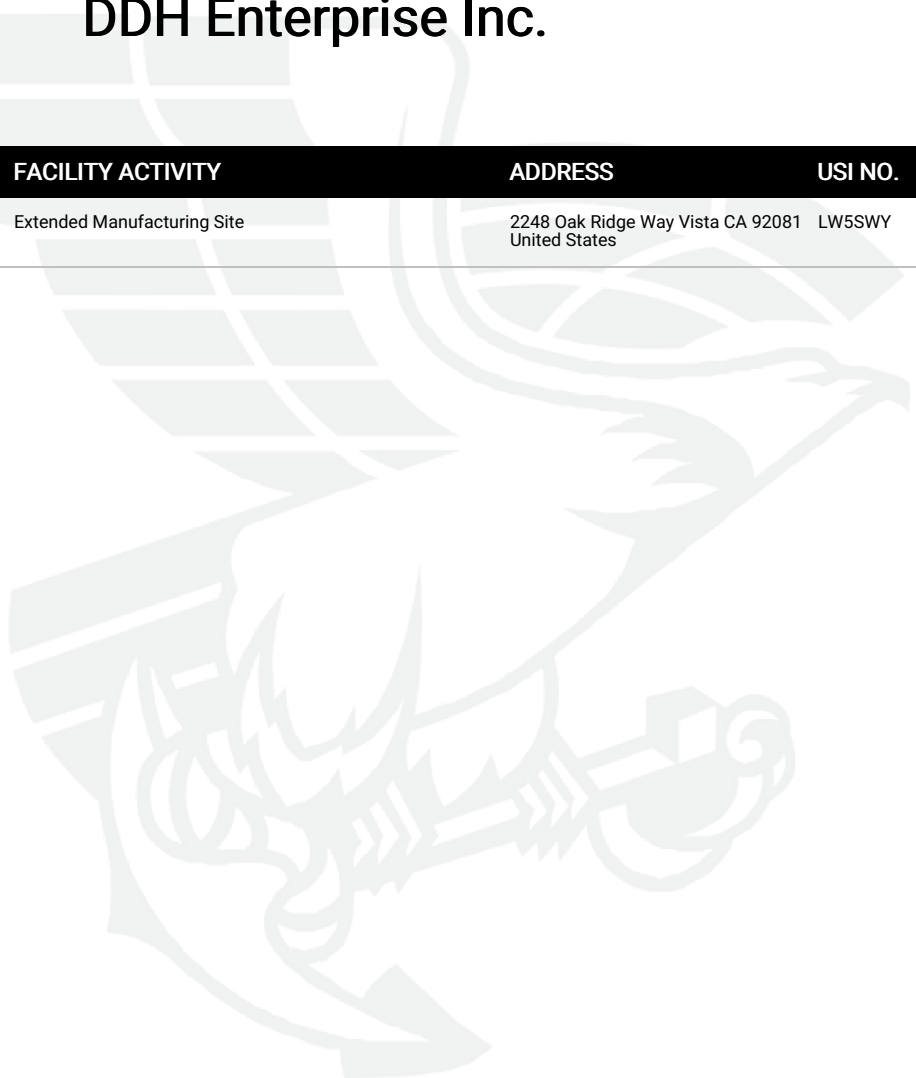 DDH Enterprise Inc.
FACILITY ACTIVITY ADDRESS USI NO.
Extended Manufacturing Site 2248 Oak Ridge Way Vista CA 92081 LW5SWY
United States